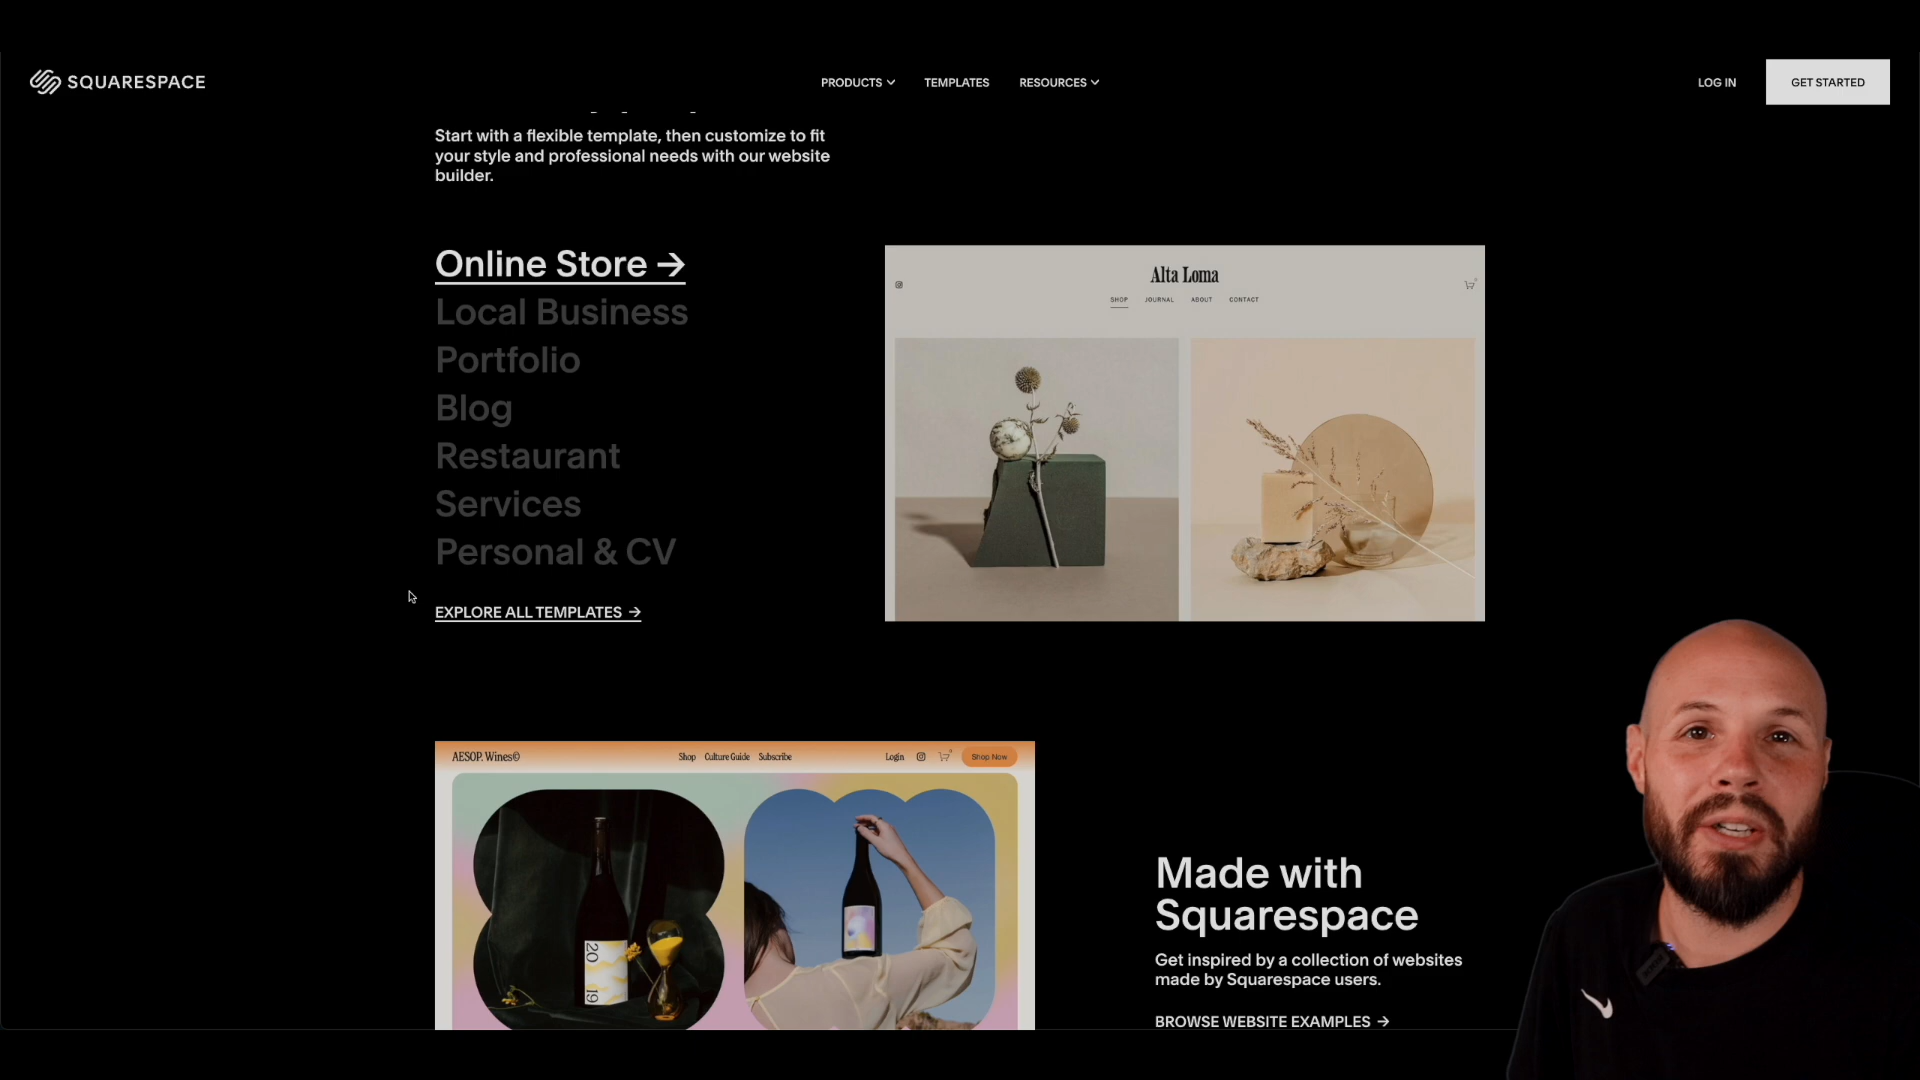 SQUARESPACE
PRODUCTS
TEMPLATES
RESOURCES
LOG IN
GET STARTED
Start with a flexible template, then customize to fit
your style and professional needs with our website
builder.
Online Store →
Local Business
Portfolio
Blog
Restaurant
Services
Personal & CV
EXPLORE ALL TEMPLATES →
Alta Loma
SHOP JOURNAL ABOUT CONTACT
AESOP. Wines©
Shop Culture Guide Subscribe
Login
Shop Now
20
19
Made with
Squarespace
Get inspired by a collection of websites
made by Squarespace users.
BROWSE WEBSITE EXAMPLES →